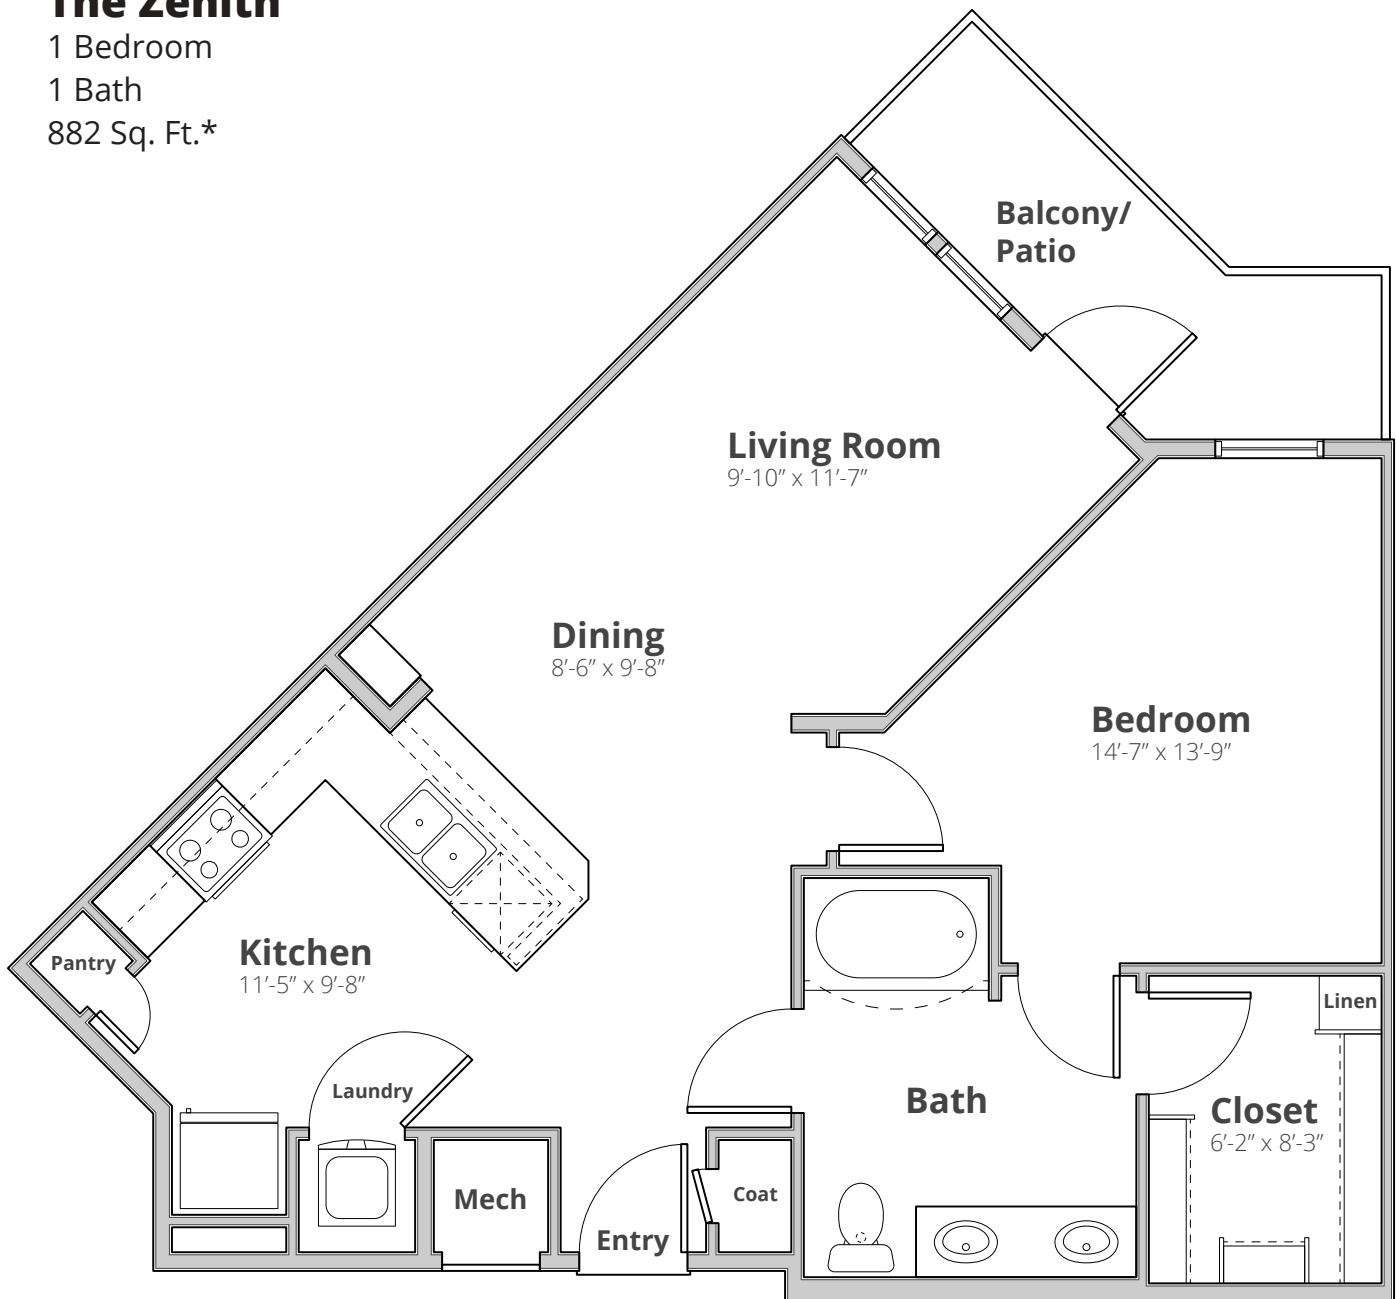 The Zenith
1 Bedroom
1 Bath
882 Sq. Ft.*
Balcony/
Patio
Living Room
9’-10” x 11’-7”
Dining
8’-6” x 9’-8”
Bedroom
14’-7” x 13’-9”
Kitchen
11’-5” x 9’-8”
Pantry
Linen
Laundry
Bath
Closet
6’-2” x 8’-3”
Mech
Coat
Entry